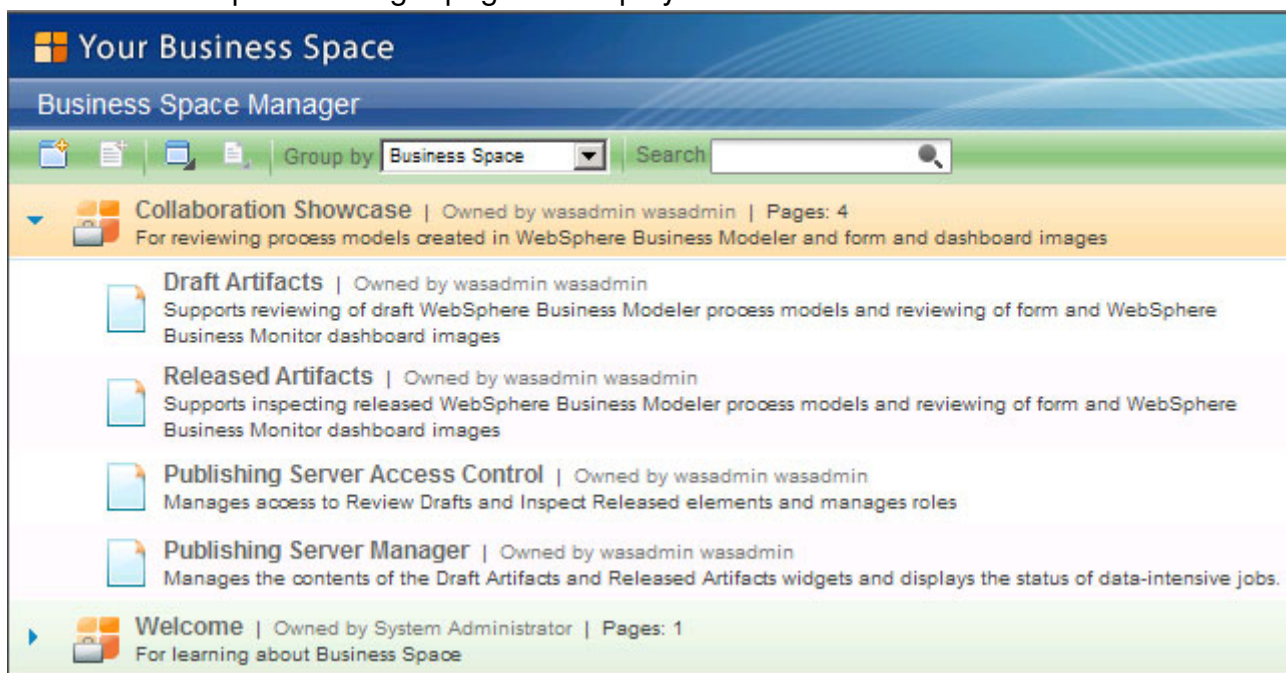 Your Business Space
Business Space Manager
Group by Business Space Search
Collaboration Showcase | Owned by wasadmin wasadmin | Pages: 4
For reviewing process models created in WebSphere Business Modeler and form and dashboard images
Draft Artifacts | Owned by wasadmin wasadmin
Supports reviewing of draft WebSphere Business Modeler process models and reviewing of form and WebSphere
Business Monitor dashboard images
Released Artifacts | Owned by wasadmin wasadmin
Supports inspecting released WebSphere Business Modeler process models and reviewing of form and WebSphere
Business Monitor dashboard images
Publishing Server Access Control | Owned by wasadmin wasadmin
Manages access to Review Drafts and Inspect Released elements and manages roles
Publishing Server Manager | Owned by wasadmin wasadmin
Manages the contents of the Draft Artifacts and Released Artifacts widgets and displays the status of data-intensive jobs.
Welcome | Owned by System Administrator | Pages: 1
For learning about Business Space